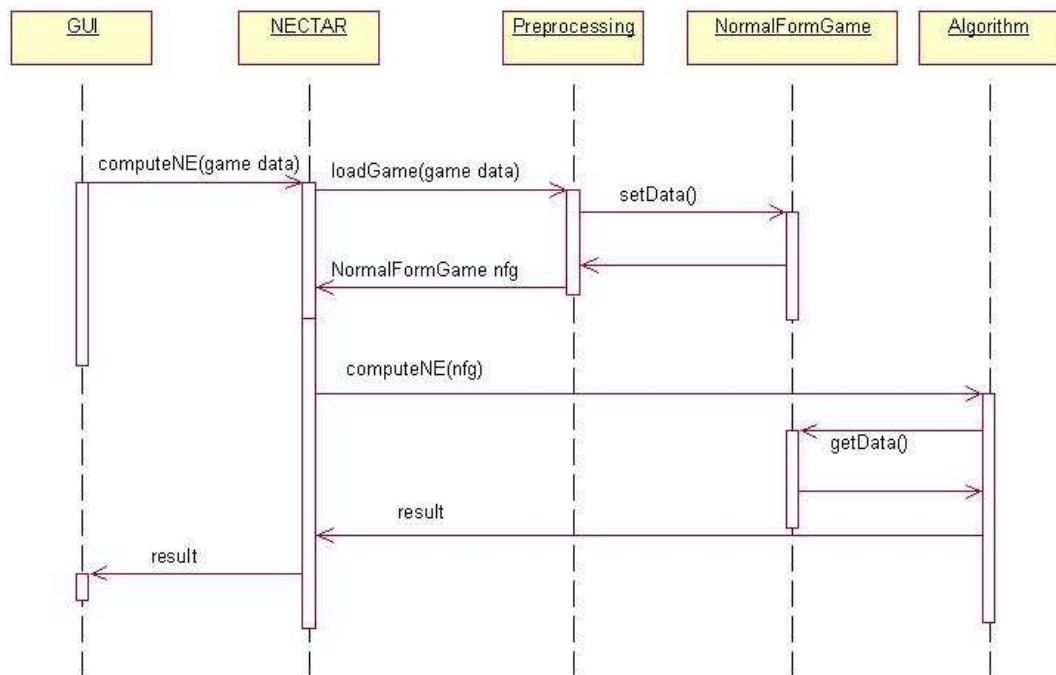 GUI
NECTAR
Preprocessing
NormalFormGame
Algorithm
computeNE(game data)
loadGame(game data)
setData()
NormalFormGame nfg
computeNE(nfg)
getData()
result
result